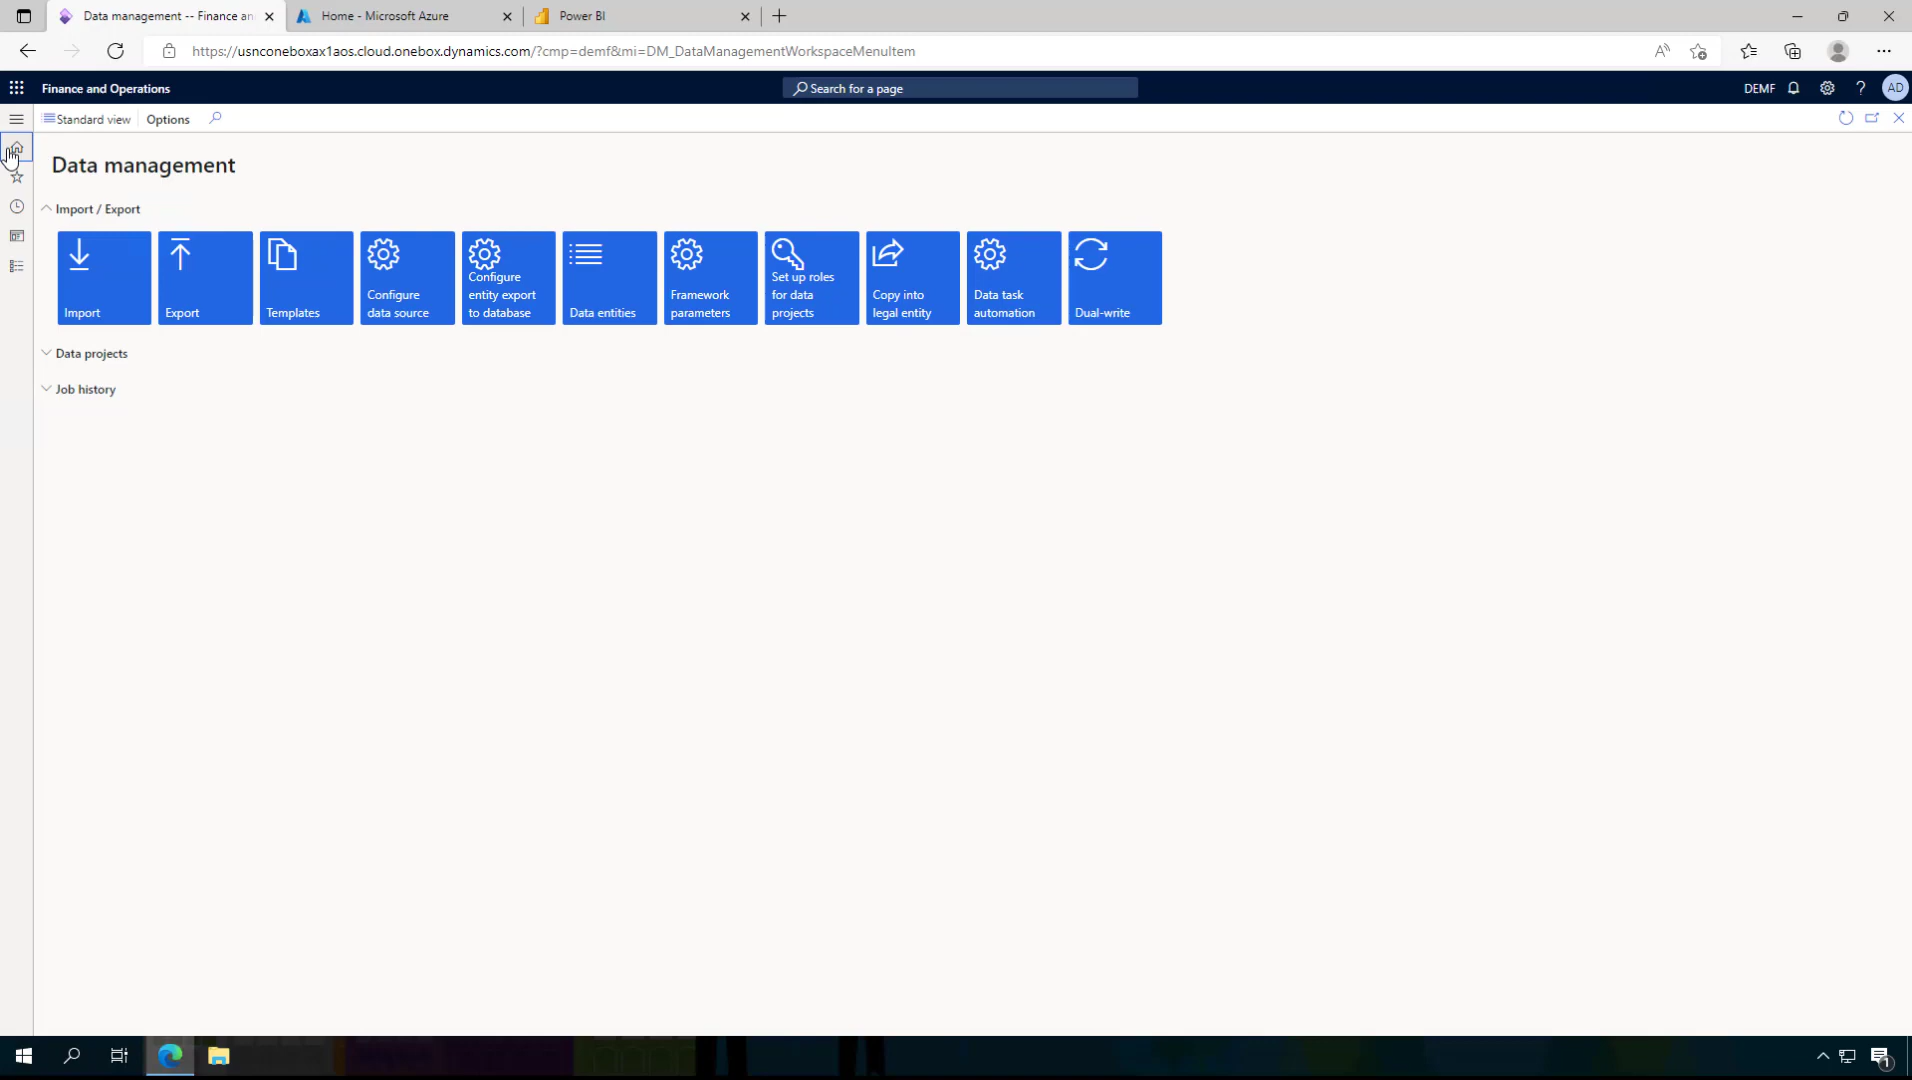 Data management -- Finance an
Home - Microsoft Azure
Power BI
https://usnconeboxax1aos.cloud.onebox.dynamics.com/?cmp=demf&mi=DM_DataManagementWorkspaceMenuItem
Finance and Operations
Search for a page
DEMF
?
AD
Standard view
Options
Data management
Import / Export
Import
Export
Templates
Configure
data source
Configure
entity export
to database
Data entities
Framework
parameters
Set up roles
for data
projects
Copy into
legal entity
Data task
automation
Dual-write
Data projects
Job history
1